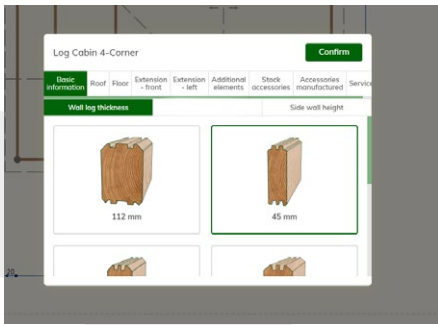 Log Cabin 4-Corner
Confirm
Basic
information
Roof
Floor
Extension
- front
Extension
- left
Additional
elements
Stock
accessories
Accessories
manufactured
Service
Wall log thickness
Side wall height
112 mm
45 mm
20